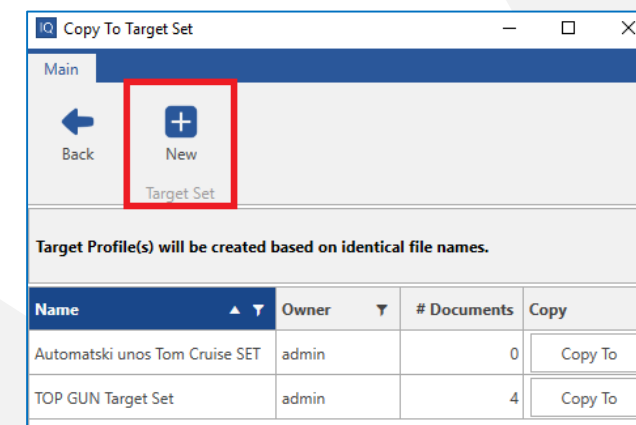 IQ Copy To Target Set
Main
Back New
Target Set
Target Profile(s) will be created based on identical file names.
Name Owner # Documents Copy
Automatski unos Tom Cruise SET admin 0 Copy To
TOP GUN Target Set admin 4 Copy To